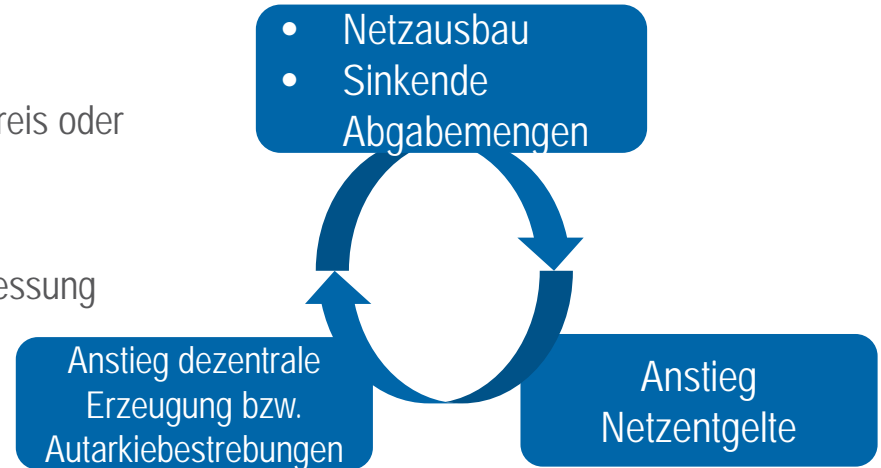 • Netzausbau
• Sinkende
Abgabemengen
reis oder
essung
Anstieg dezentrale
Erzeugung bzw.
Autarkiebestrebungen
Anstieg
Netzentgelte